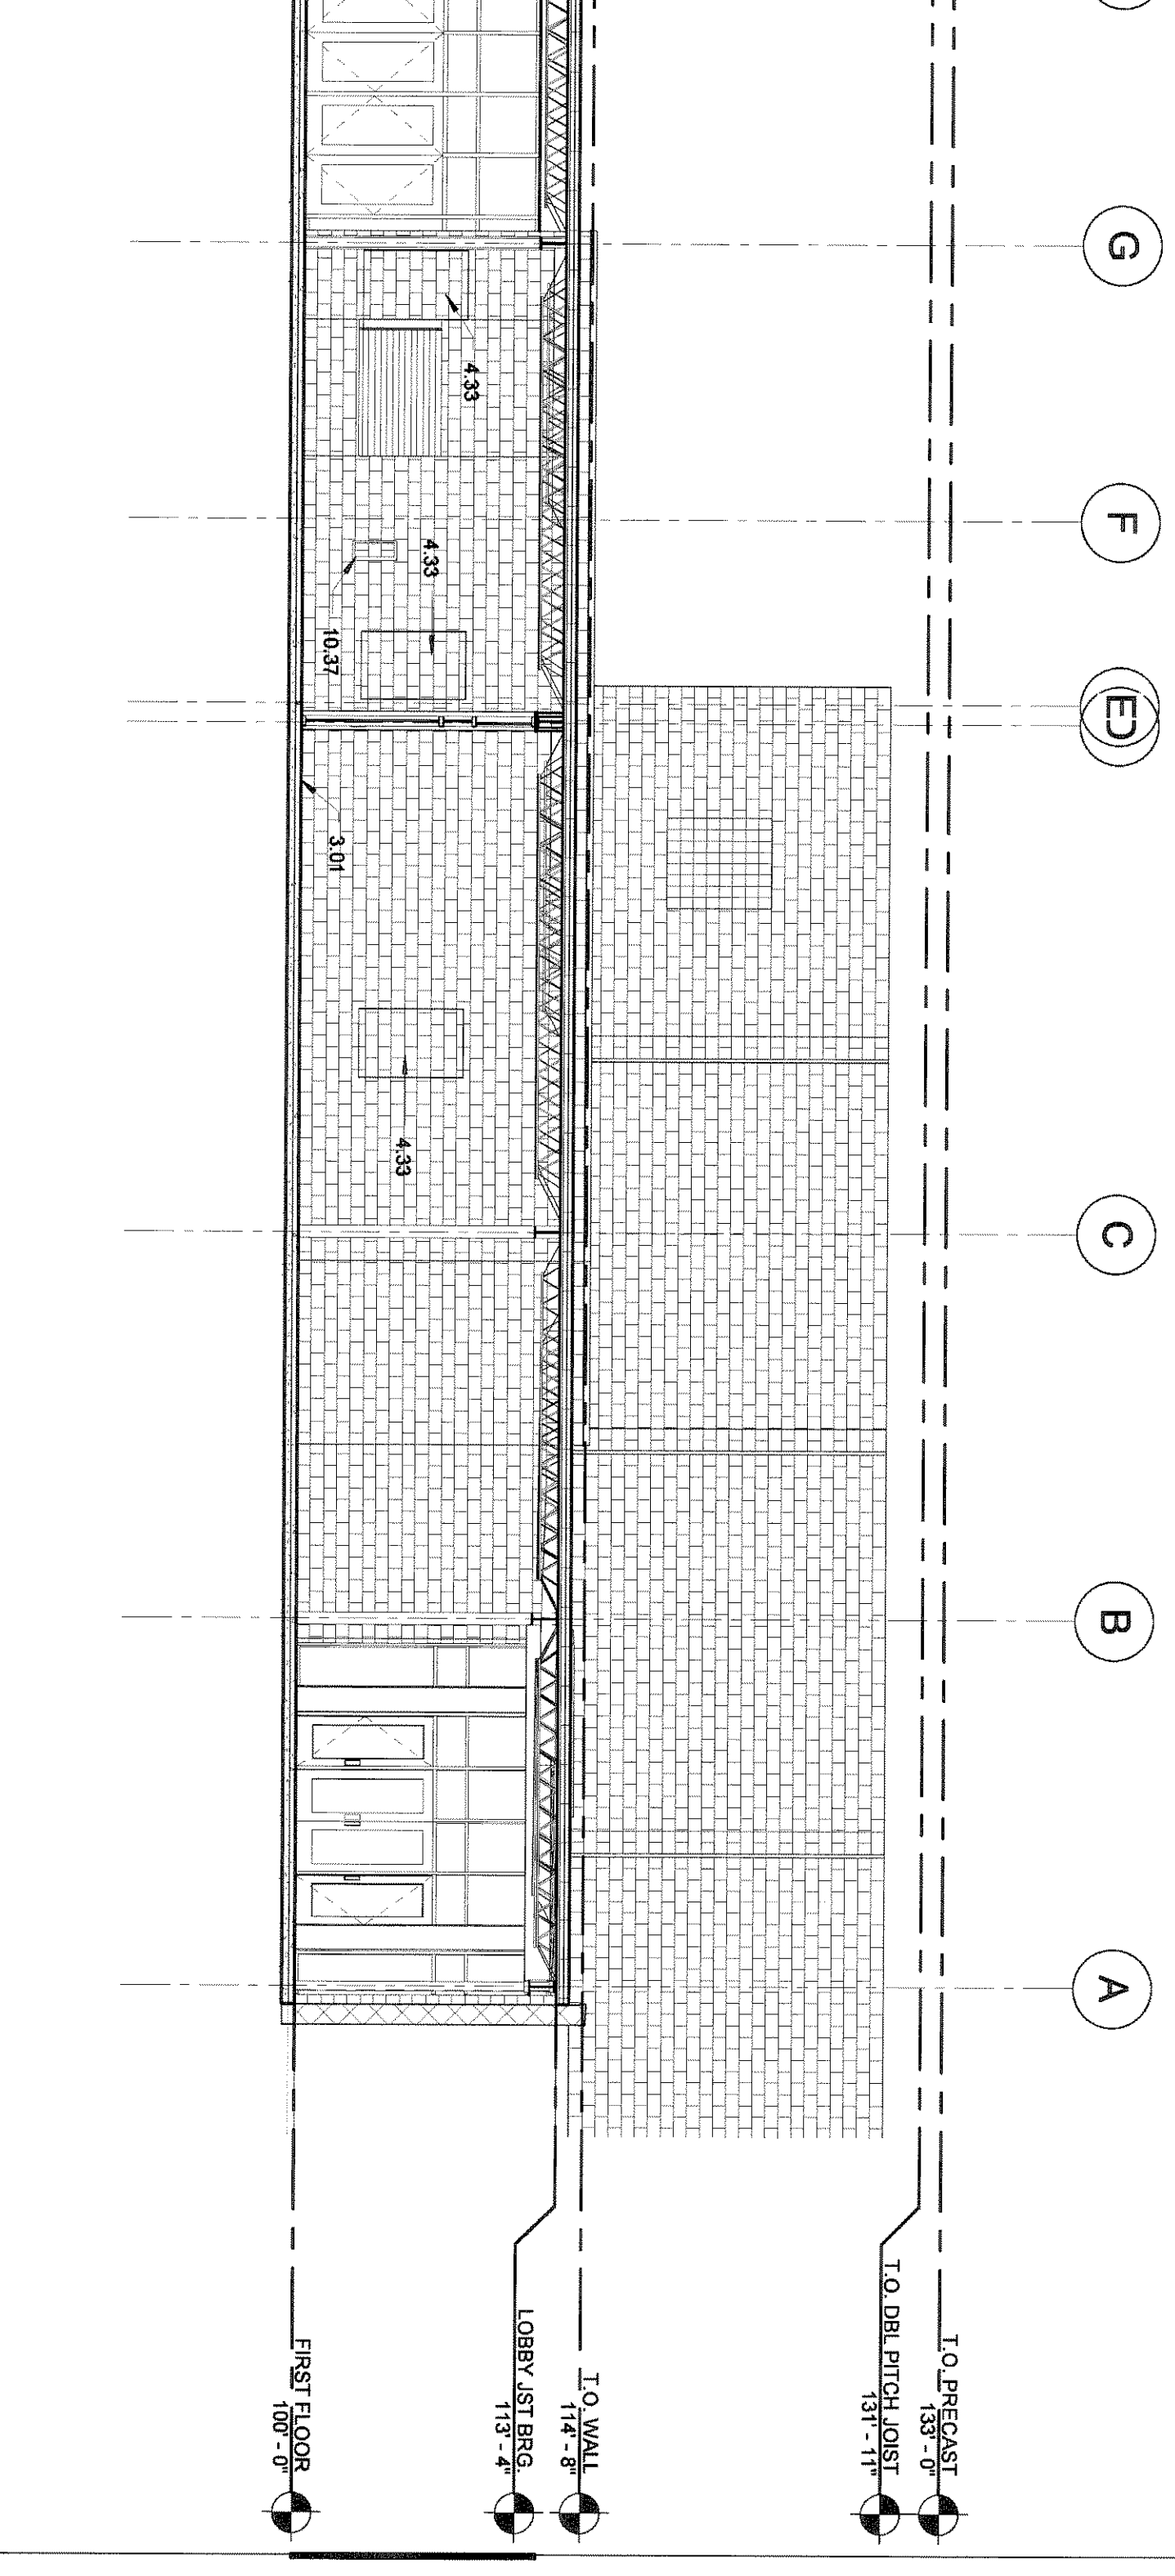 G
F
E
D
C
B
A
4.33
4.33
10.37
3.01
4.33
T.O. PRECAST
133' - 0"
T.O. DBL PITCH JOIST
131' - 11"
T.O. WALL
114' - 8"
LOBBY JST BRG.
113' - 4"
FIRST FLOOR
100' - 0"